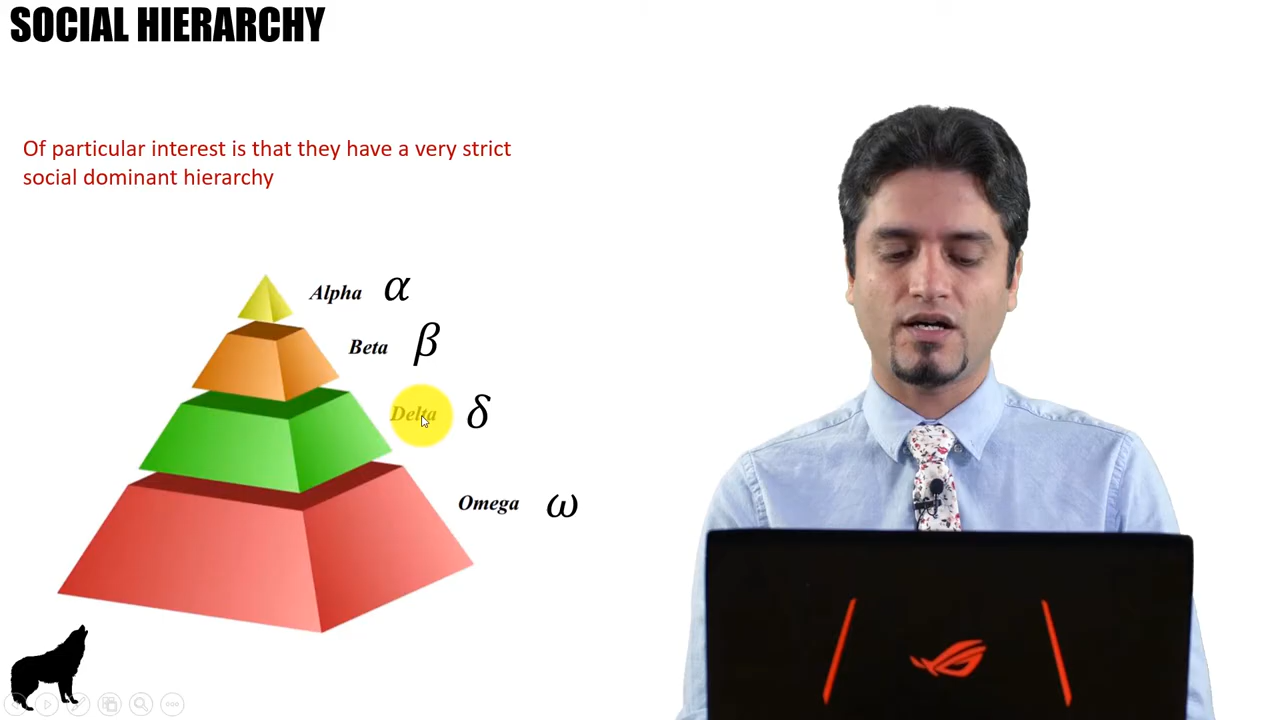 SOCIAL HIERARCHY
Of particular interest is that they have a very strict
social dominant hierarchy
Alpha α
Beta β
Delta δ
Omega ω